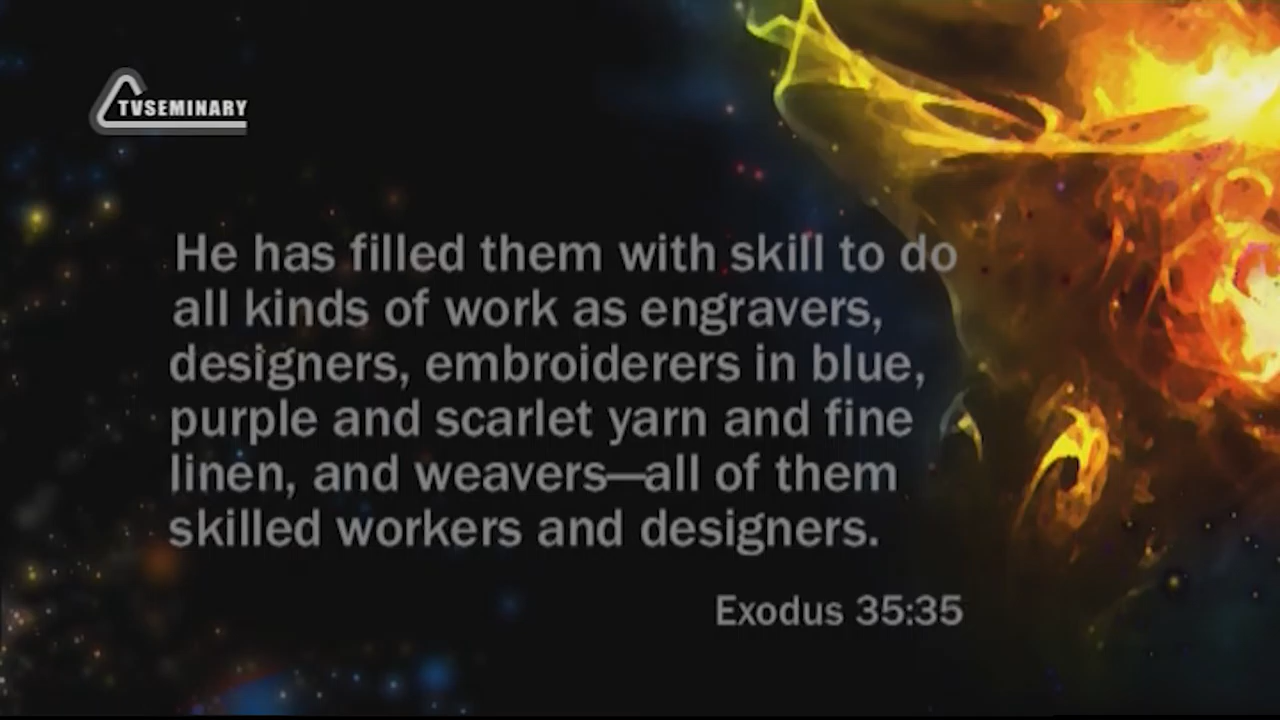 TVSEMINARY
He has filled them with skill to do
all kinds of work as engravers,
designers, embroiderers in blue,
purple and scarlet yarn and fine
linen, and weavers—all of them
skilled workers and designers.
Exodus 35:35